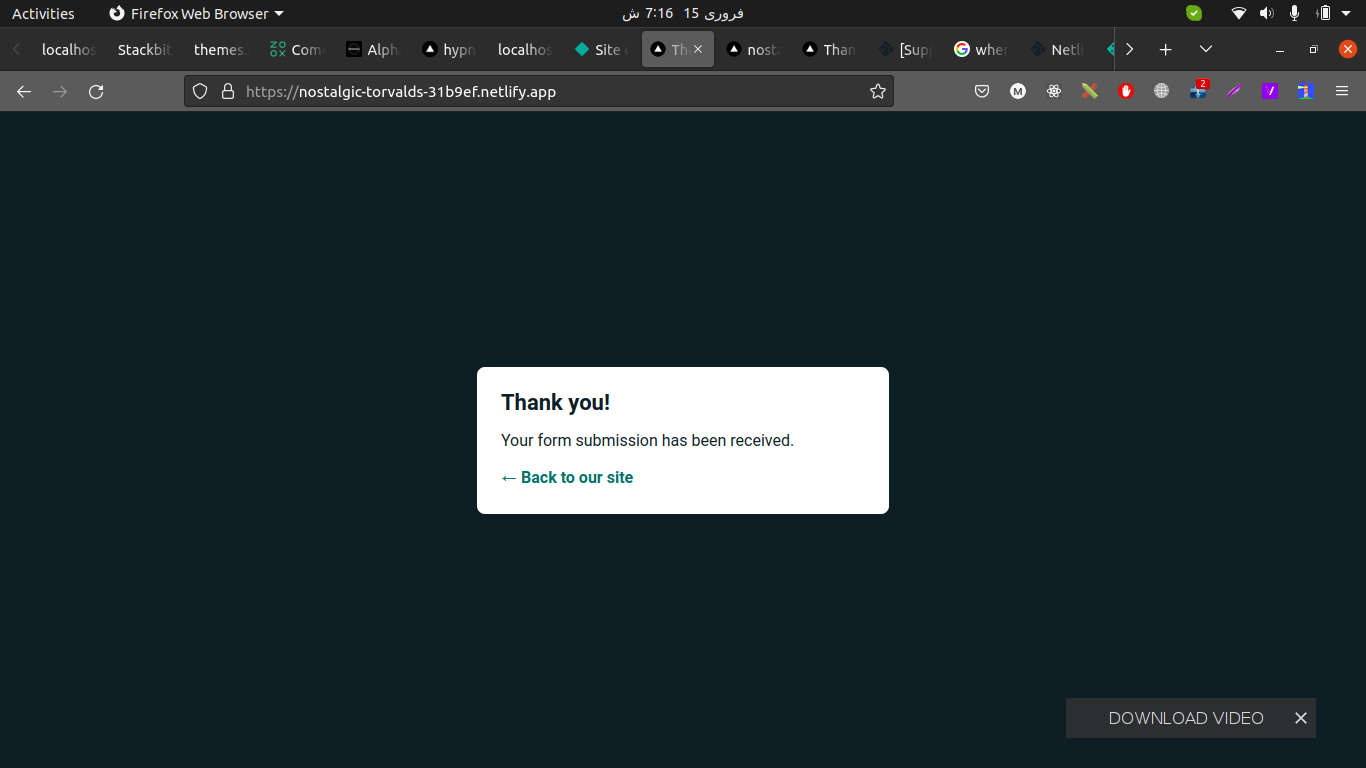 Activities
Firefox Web Browser
فروری 15 7:16 ش
localhos
Stackbit
themes.
Com
Alph
hypn
localhos
Site
Th
nost
Than
[Sup
wher
Netli
https://nostalgic-torvalds-31b9ef.netlify.app
M
2
Thank you!
Your form submission has been received.
← Back to our site
DOWNLOAD VIDEO